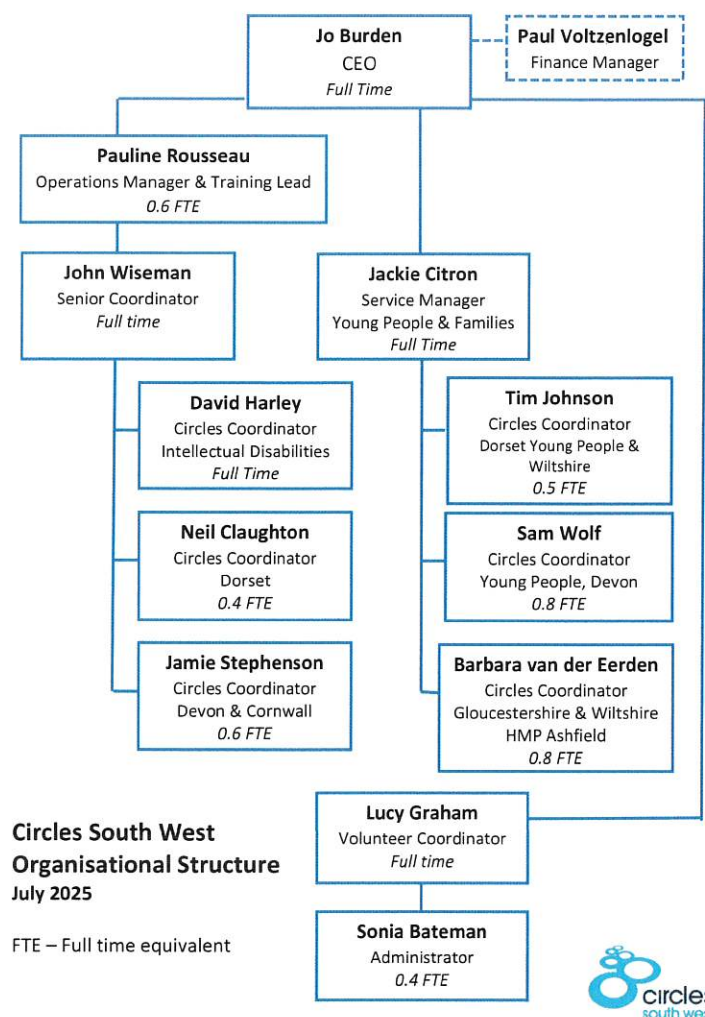 Jo Burden
CEO
Full Time
Paul Voltzenlogel
Finance Manager
Pauline Rousseau
Operations Manager & Training Lead
0.6 FTE
John Wiseman
Senior Coordinator
Full time
Jackie Citron
Service Manager
Young People & Families
Full Time
David Harley
Circles Coordinator
Intellectual Disabilities
Full Time
Tim Johnson
Circles Coordinator
Dorset Young People &
Wiltshire
0.5 FTE
Neil Claughton
Circles Coordinator
Dorset
0.4 FTE
Sam Wolf
Circles Coordinator
Young People, Devon
0.8 FTE
Jamie Stephenson
Circles Coordinator
Devon & Cornwall
0.6 FTE
Barbara van der Eerden
Circles Coordinator
Gloucestershire & Wiltshire
HMP Ashfield
0.8 FTE
Lucy Graham
Volunteer Coordinator
Full time
Sonia Bateman
Administrator
0.4 FTE
Circles South West
Organisational Structure
July 2025
FTE – Full time equivalent
circles
south west